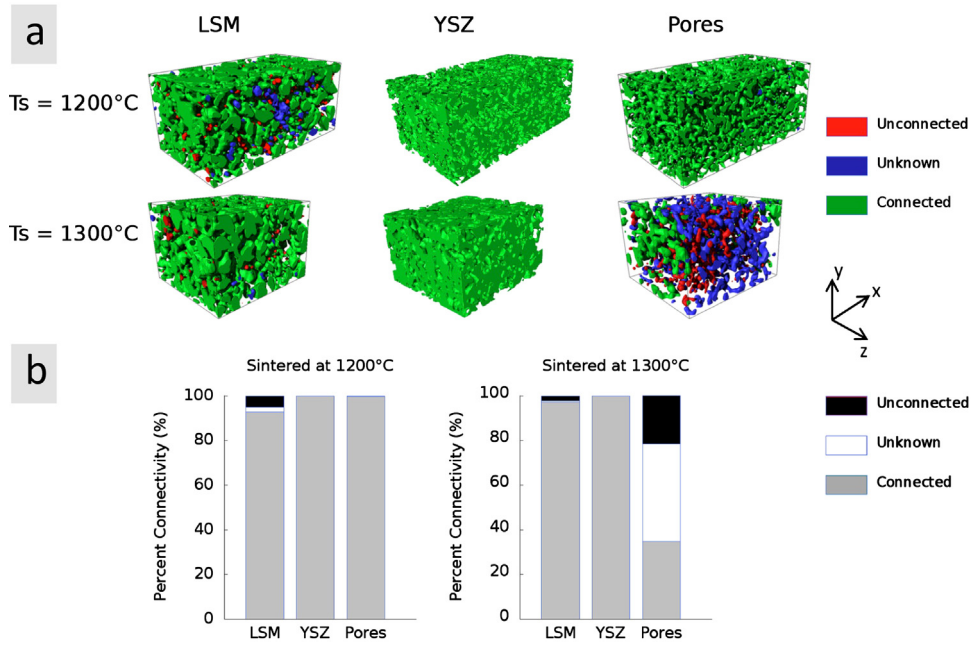 a
LSM
YSZ
Pores
Ts = 1200°C
Ts = 1300°C
Unconnected
Unknown
Connected
y
x
z
b
Sintered at 1200°C
Percent Connectivity (%)
100
80
60
40
20
0
LSM
YSZ
Pores
Sintered at 1300°C
Percent Connectivity (%)
100
80
60
40
20
0
LSM
YSZ
Pores
Unconnected
Unknown
Connected